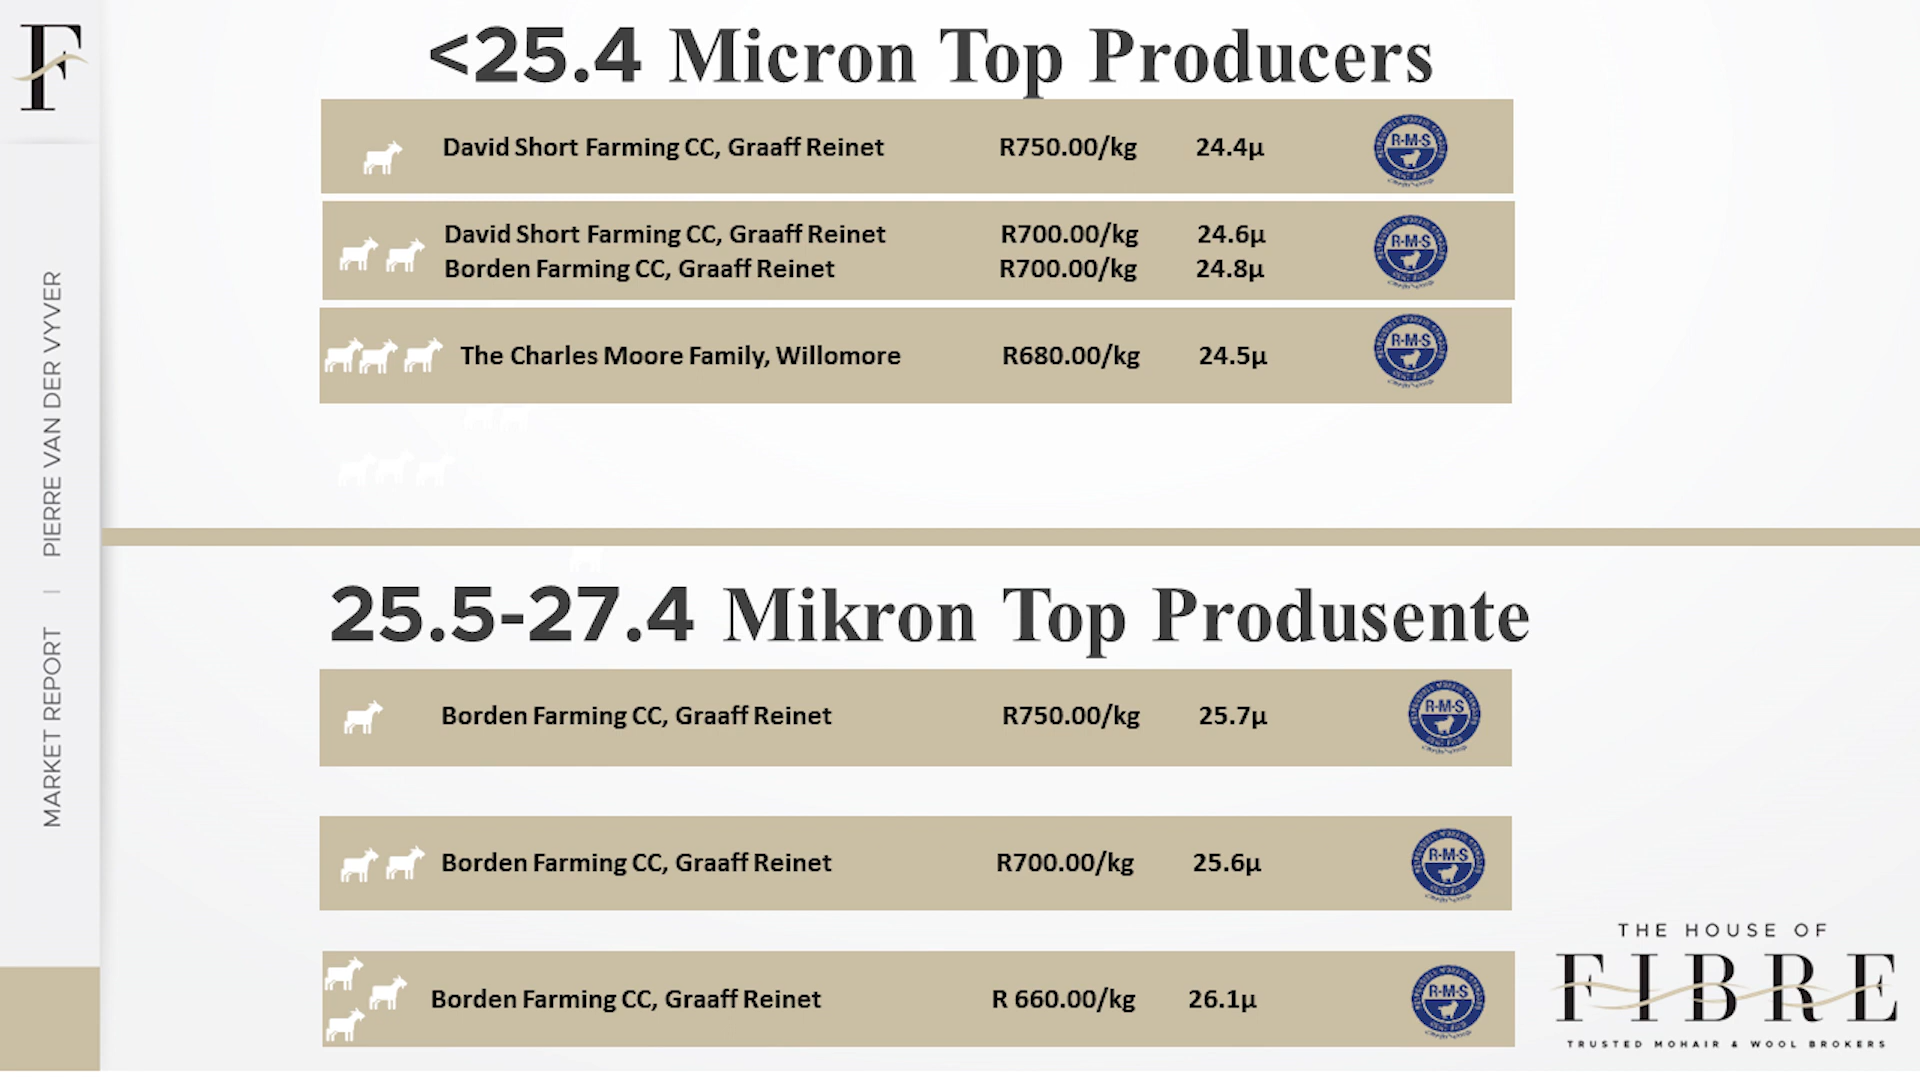 F
<25.4 Micron Top Producers
David Short Farming CC, Graaff Reinet R750.00/kg 24.4µ R·M·S
David Short Farming CC, Graaff Reinet R700.00/kg 24.6µ R·M·S
Borden Farming CC, Graaff Reinet R700.00/kg 24.8µ
The Charles Moore Family, Willomore R680.00/kg 24.5µ R·M·S
25.5-27.4 Mikron Top Produsente
Borden Farming CC, Graaff Reinet R750.00/kg 25.7µ R·M·S
Borden Farming CC, Graaff Reinet R700.00/kg 25.6µ R·M·S
Borden Farming CC, Graaff Reinet R 660.00/kg 26.1µ R·M·S
MARKET REPORT | PIERRE VAN DER VYVER
THE HOUSE OF
FIBRE
TRUSTED MOHAIR & WOOL BROKERS